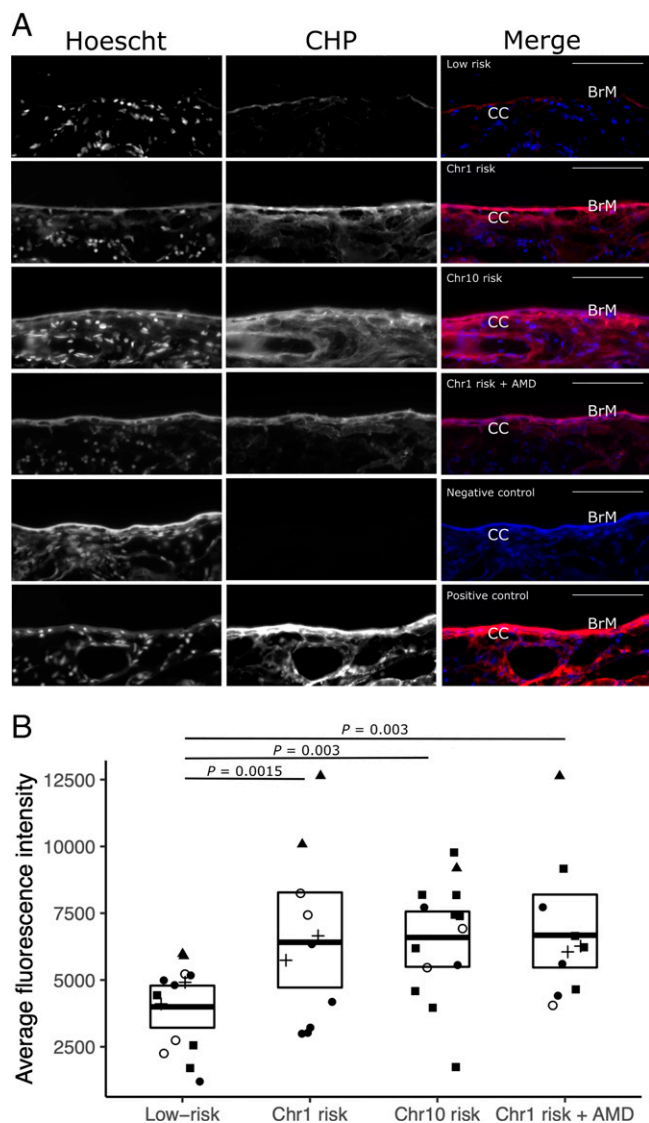 A
Hoescht CHP Merge
Low risk
BrM
CC
Chr1 risk
BrM
CC
Chr10 risk
BrM
CC
Chr1 risk + AMD
BrM
CC
Negative control
BrM
CC
Positive control
BrM
CC
B
P = 0.003
P = 0.003
P = 0.0015
Average fluorescence intensity
12500
10000
7500
5000
2500
Low-risk Chr1 risk Chr10 risk Chr1 risk + AMD